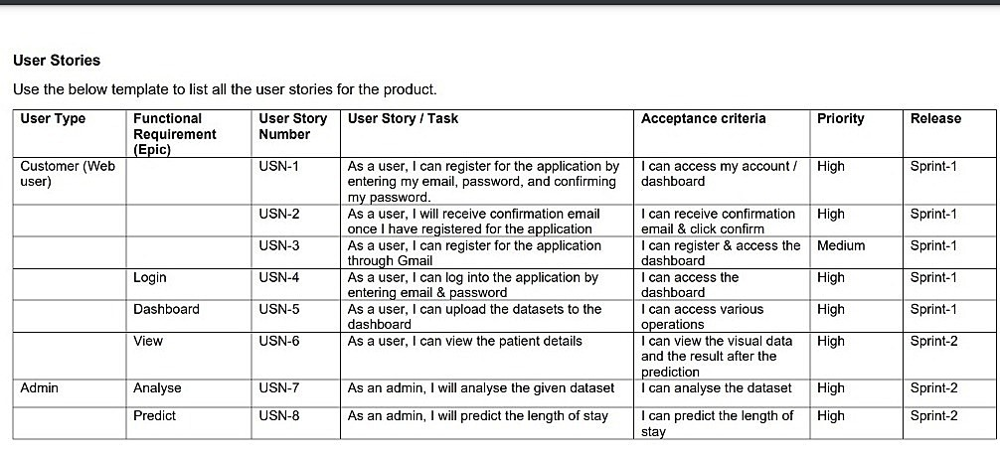 User Stories
Use the below template to list all the user stories for the product.
User Type Functional Requirement (Epic) User Story Number User Story / Task Acceptance criteria Priority Release
Customer (Web user) USN-1 As a user, I can register for the application by entering my email, password, and confirming my password. I can access my account / dashboard High Sprint-1
USN-2 As a user, I will receive confirmation email once I have registered for the application I can receive confirmation email & click confirm High Sprint-1
USN-3 As a user, I can register for the application through Gmail I can register & access the dashboard Medium Sprint-1
Login USN-4 As a user, I can log into the application by entering email & password I can access the dashboard High Sprint-1
Dashboard USN-5 As a user, I can upload the datasets to the dashboard I can access various operations High Sprint-1
View USN-6 As a user, I can view the patient details I can view the visual data and the result after the prediction High Sprint-2
Admin Analyse USN-7 As an admin, I will analyse the given dataset I can analyse the dataset High Sprint-2
Predict USN-8 As an admin, I will predict the length of stay I can predict the length of stay High Sprint-2